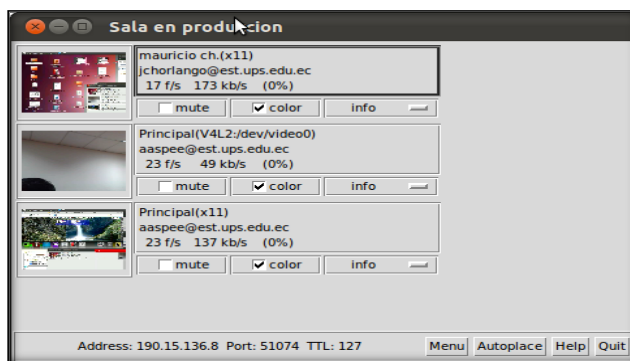 Sala en produccion
mauricio ch.(x11)
jchorlango@est.ups.edu.ec
17 f/s 173 kb/s (0%)
mute color info
Principal(V4L2:/dev/video0)
aaspee@est.ups.edu.ec
23 f/s 49 kb/s (0%)
mute color info
Principal(x11)
aaspee@est.ups.edu.ec
23 f/s 137 kb/s (0%)
mute color info
Address: 190.15.136.8 Port: 51074 TTL: 127 Menu Autoplace Help Quit